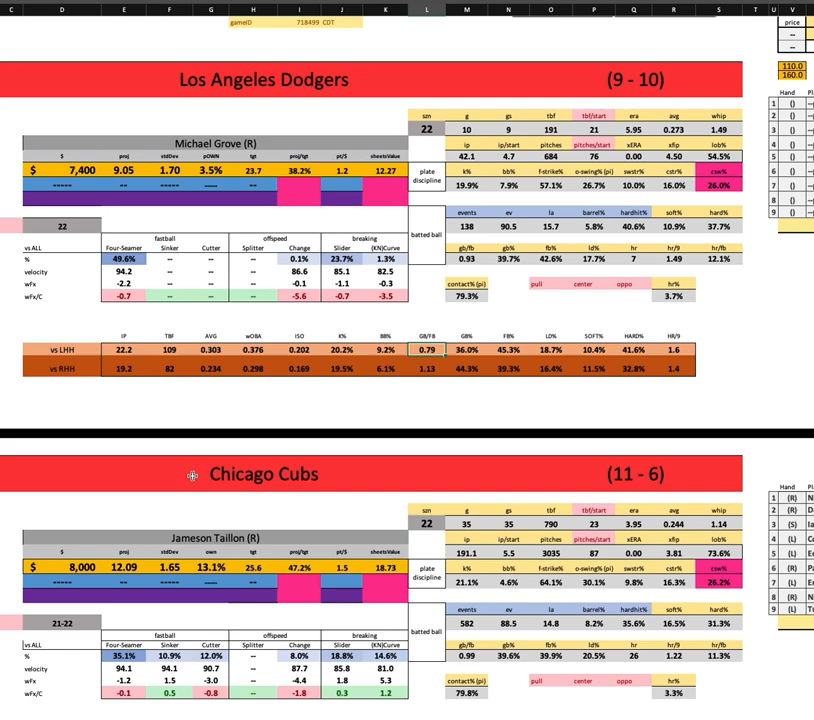 C D E F G H I J K L M N O P Q R S T U V
gameID 718499 CDT
price
--
--
Los Angeles Dodgers (9 - 10)
110.0
160.0
Hand
szn g gs tbf tbf/start era avg whip
22 10 9 191 21 5.95 0.273 1.49
Michael Grove (R)
ip ip/start pitches pitches/start xERA xfip lob%
42.1 4.7 684 76 0.00 4.50 54.5%
$ proj stdDev pOWN tgt proj/tgt pt/$ sheetsValue
$ 7,400 9.05 1.70 3.5% 23.7 38.2% 1.2 12.27
plate discipline
k% bb% f-strike% o-swing% (pi) swstr% cstr% csw%
19.9% 7.9% 57.1% 26.7% 10.0% 16.0% 26.0%
----- -- -- ---- --
1 ()
2 ()
3 ()
4 ()
5 ()
6 ()
7 ()
8 ()
9 ()
batted ball
events ev la barrel% hardhit% soft% hard%
138 90.5 15.7 5.8% 40.6% 10.9% 37.7%
22
fastball offspeed breaking
vs ALL Four-Seamer Sinker Cutter Splitter Change Slider (KN)Curve
gb/fb gb% fb% ld% hr hr/9 hr/fb
0.93 39.7% 42.6% 17.7% 7 1.49 12.1%
% 49.6% -- -- -- 0.1% 23.7% 1.3%
velocity 94.2 -- -- -- 86.6 85.1 82.5
wFx -2.2 -- -- -- -0.1 -1.1 -0.3
wFx/C -0.7 -- -- -- -5.6 -0.7 -3.5
contact% (pi) pull center oppo hr%
79.3% 3.7%
IP TBF AVG wOBA ISO K% BB% GB/FB GB% FB% LD% SOFT% HARD% HR/9
vs LHH 22.2 109 0.303 0.376 0.202 20.2% 9.2% 0.79 36.0% 45.3% 18.7% 10.4% 41.6% 1.6
vs RHH 19.2 82 0.234 0.298 0.169 19.5% 6.1% 1.13 44.3% 39.3% 16.4% 11.5% 32.8% 1.4
Chicago Cubs (11 - 6)
Hand
szn g gs tbf tbf/start era avg whip
22 35 35 790 23 3.95 0.244 1.14
Jameson Taillon (R)
ip ip/start pitches pitches/start xERA xfip lob%
191.1 5.5 3035 87 0.00 3.81 73.6%
$ proj stdDev own tgt proj/tgt pt/$ sheetsValue
$ 8,000 12.09 1.65 13.1% 25.6 47.2% 1.5 18.73
plate discipline
k% bb% f-strike% o-swing% (pi) swstr% cstr% csw%
21.1% 4.6% 64.1% 30.1% 9.8% 16.3% 26.2%
----- -- -- ---- --
1 (R)
2 (R)
3 (S)
4 (L)
5 (L)
6 (R)
7 (L)
8 (R)
9 (L)
batted ball
events ev la barrel% hardhit% soft% hard%
582 88.5 14.8 8.2% 35.6% 16.5% 31.3%
21-22
fastball offspeed breaking
vs ALL Four-Seamer Sinker Cutter Splitter Change Slider (KN)Curve
gb/fb gb% fb% ld% hr hr/9 hr/fb
0.99 39.6% 39.9% 20.5% 26 1.22 11.3%
% 35.1% 10.9% 12.0% -- 8.0% 18.8% 14.6%
velocity 94.1 94.1 90.7 -- 87.7 85.8 81.0
wFx -1.2 1.5 -3.0 -- -4.4 1.8 5.3
wFx/C -0.1 0.5 -0.8 -- -1.8 0.3 1.2
contact% (pi) pull center oppo hr%
79.8% 3.3%